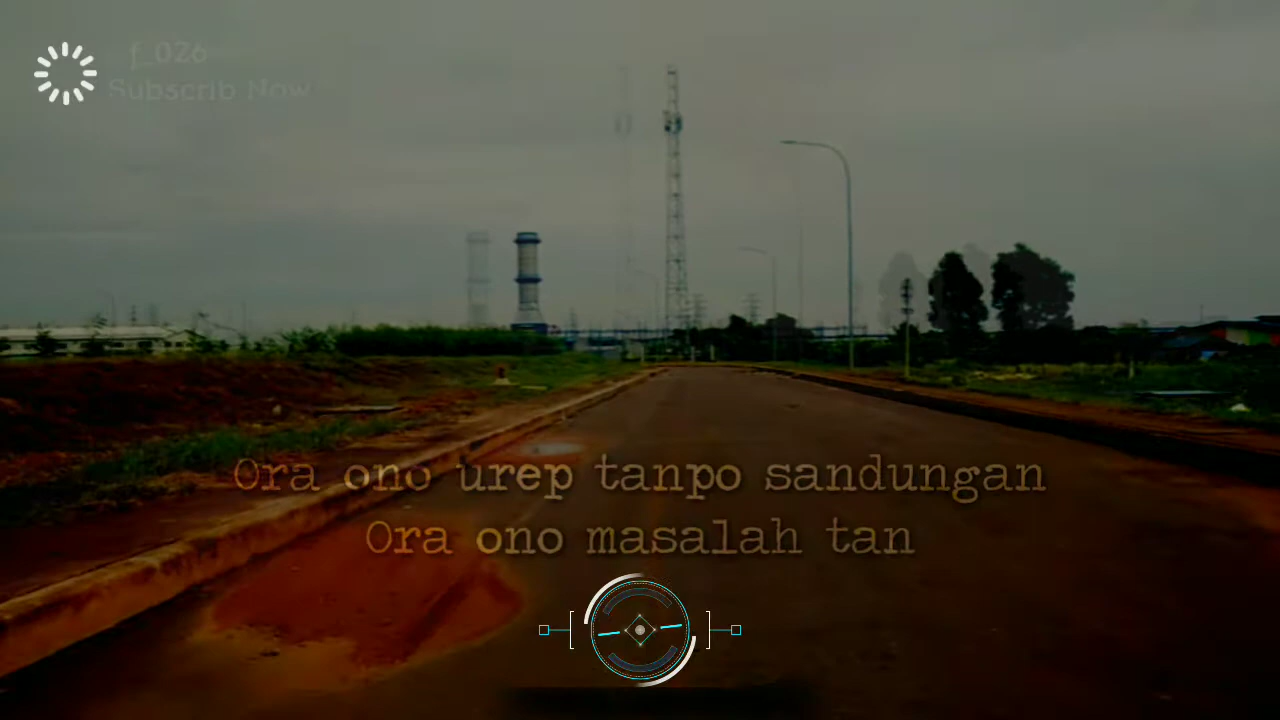 f_026
Subscrib Now
Ora ono urep tanpo sandungan
Ora ono masalah tan